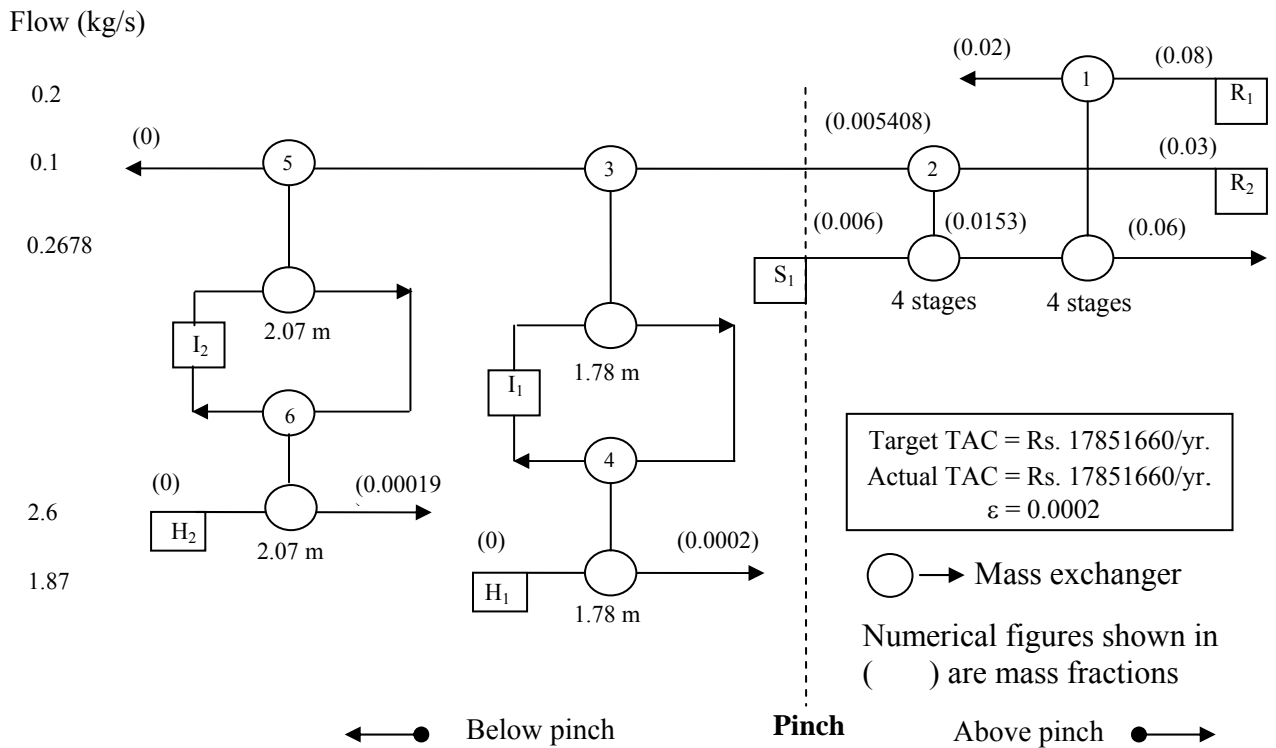 Flow (kg/s)
(0.02)
(0.08)
0.2
1
R1
(0)
(0.005408)
0.1
5
3
2
(0.03)
R2
0.2678
(0.006)
(0.0153)
(0.06)
S1
4 stages
4 stages
2.07 m
1.78 m
I2
I1
6
4
Target TAC = Rs. 17851660/yr.
Actual TAC = Rs. 17851660/yr.
ε = 0.0002
(0)
(0.00019
`
2.6
H2
2.07 m
(0)
(0.0002)
Mass exchanger
1.87
H1
1.78 m
Numerical figures shown in
( ) are mass fractions
Below pinch
Pinch
Above pinch